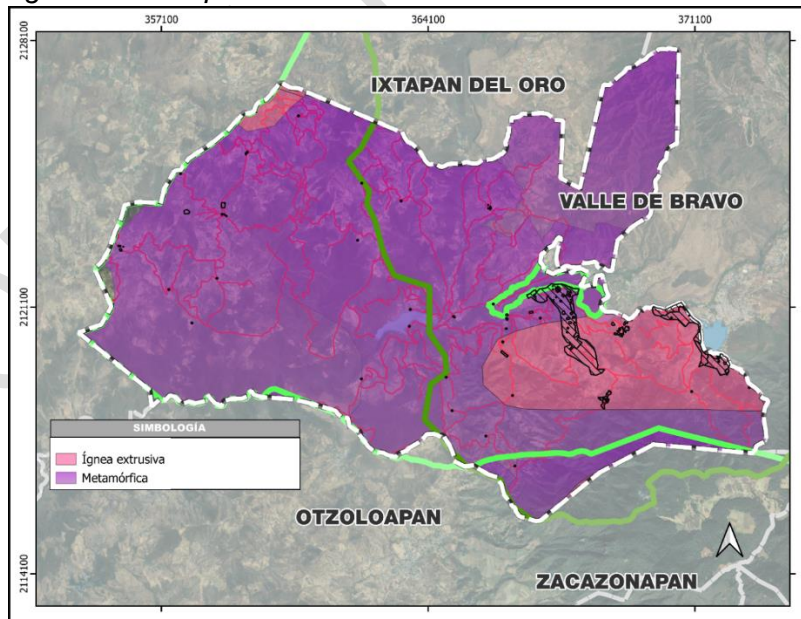 357100
364100
371100
2128100
IXTAPAN DEL ORO
VALLE DE BRAVO
2121100
SIMBOLOGÍA
Ígnea extrusiva
Metamórfica
OTZOLOAPAN
ZACAZONAPAN
2114100